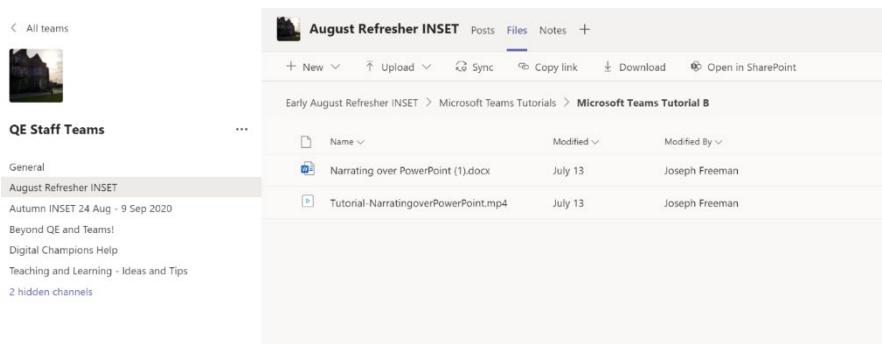 All teams
QE Staff Teams
...
General
August Refresher INSET
Autumn INSET 24 Aug - 9 Sep 2020
Beyond QE and Teams!
Digital Champions Help
Teaching and Learning - Ideas and Tips
2 hidden channels
August Refresher INSET Posts Files Notes +
+ New Upload Sync Copy link Download Open in SharePoint
Early August Refresher INSET > Microsoft Teams Tutorials > Microsoft Teams Tutorial B
Name Modified Modified By
Narrating over PowerPoint (1).docx July 13 Joseph Freeman
Tutorial-NarratingoverPowerPoint.mp4 July 13 Joseph Freeman